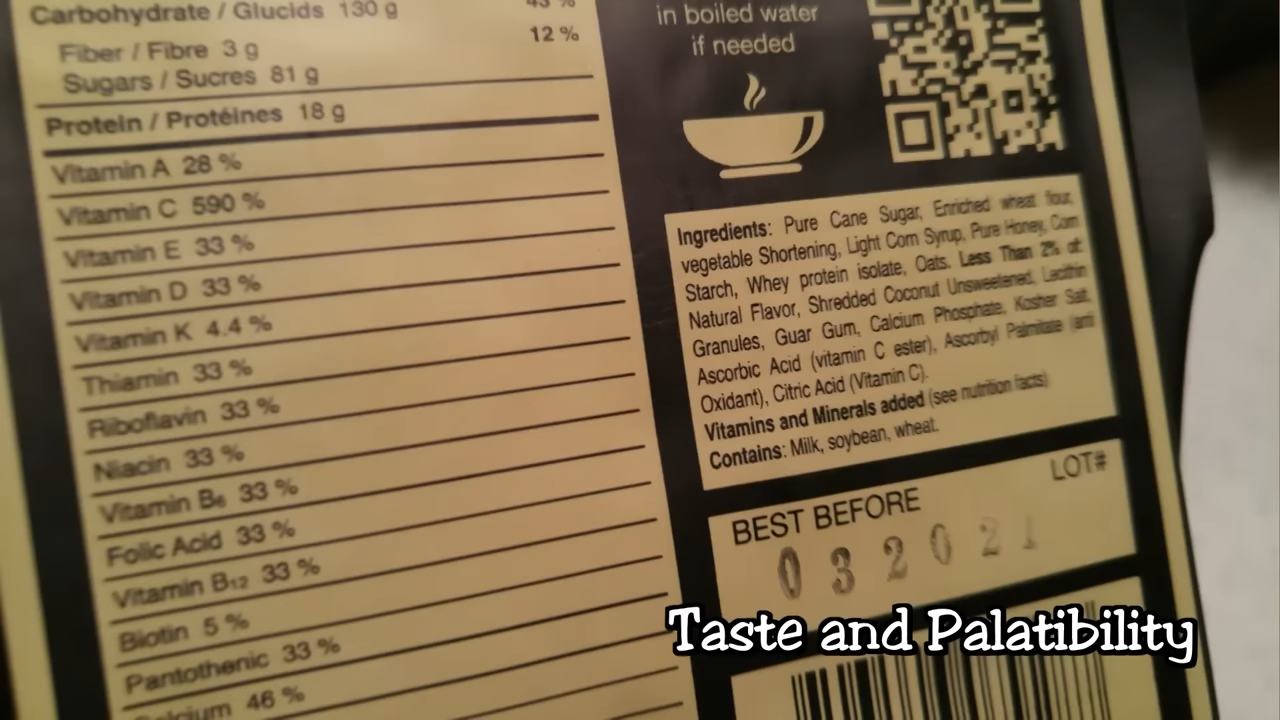 Carbohydrate / Glucids 130 g 43 %
Fiber / Fibre 3 g 12 %
Sugars / Sucres 81 g
Protein / Protéines 18 g
Vitamin A 28 %
Vitamin C 590 %
Vitamin E 33 %
Vitamin D 33 %
Vitamin K 4.4 %
Thiamin 33 %
Riboflavin 33 %
Niacin 33 %
Vitamin B6 33 %
Folic Acid 33 %
Vitamin B12 33 %
Biotin 5 %
Pantothenic 33 %
Calcium 46 %
in boiled water
if needed
Ingredients: Pure Cane Sugar, Enriched wheat flour,
vegetable Shortening, Light Corn Syrup, Pure Honey, Corn
Starch, Whey protein isolate, Oats. Less Than 2% of:
Natural Flavor, Shredded Coconut Unsweetened, Lecithin
Granules, Guar Gum, Calcium Phosphate, Kosher Salt,
Ascorbic Acid (vitamin C ester), Ascorbyl Palmitate (anti
Oxidant), Citric Acid (Vitamin C).
Vitamins and Minerals added (see nutrition facts)
Contains: Milk, soybean, wheat.
BEST BEFORE LOT#
032021
Taste and Palatibility